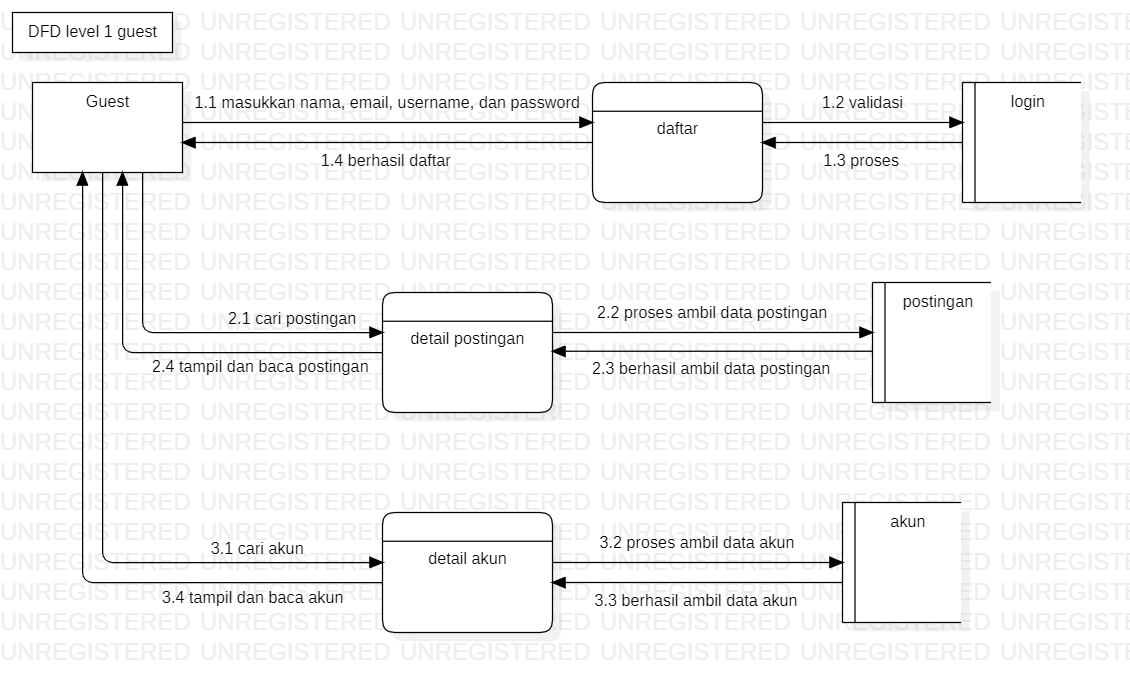 DFD level 1 guest
Guest
1.1 masukkan nama, email, username, dan password
daftar
1.2 validasi
login
1.4 berhasil daftar
1.3 proses
2.1 cari postingan
detail postingan
2.2 proses ambil data postingan
postingan
2.4 tampil dan baca postingan
2.3 berhasil ambil data postingan
3.1 cari akun
detail akun
3.2 proses ambil data akun
akun
3.4 tampil dan baca akun
3.3 berhasil ambil data akun
UNREGISTERED